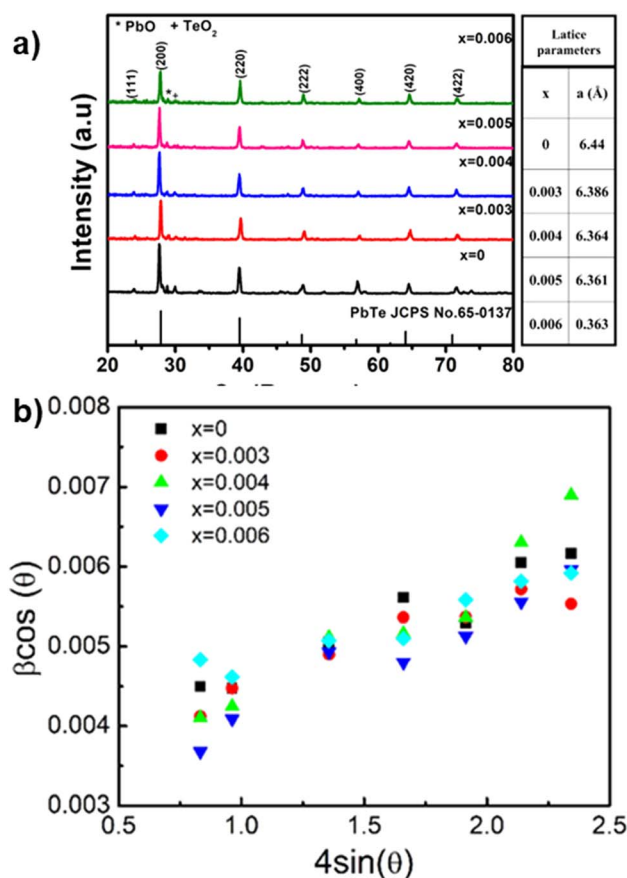 a)
* PbO + TeO2
x=0.006
(111)
(200)
*
+
(220)
(222)
(400)
(420)
(422)
x=0.005
x=0.004
x=0.003
x=0
PbTe JCPS No.65-0137
Intensity (a.u)
20 30 40 50 60 70 80
Latice
parameters
x a (Å)
0 6.44
0.003 6.386
0.004 6.364
0.005 6.361
0.006 0.363
b)
0.008
0.007
0.006
0.005
0.004
0.003
βcos (θ)
x=0
x=0.003
x=0.004
x=0.005
x=0.006
0.5 1.0 1.5 2.0 2.5
4sin(θ)